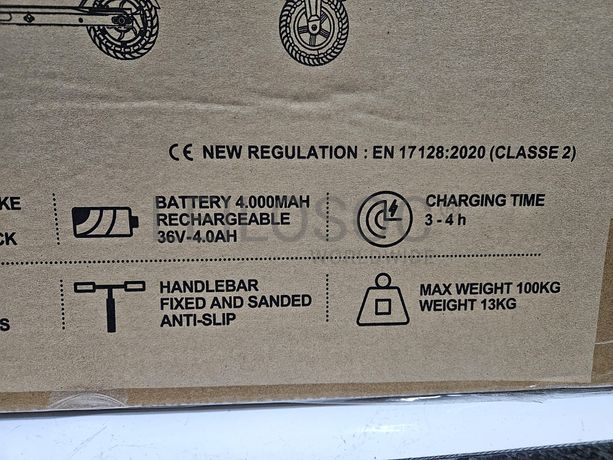 CE NEW REGULATION : EN 17128:2020 (CLASSE 2)
KE
CK
BATTERY 4.000MAH
RECHARGEABLE
36V-4.0AH
CHARGING TIME
3 - 4 h
S
HANDLEBAR
FIXED AND SANDED
ANTI-SLIP
MAX WEIGHT 100KG
WEIGHT 13KG